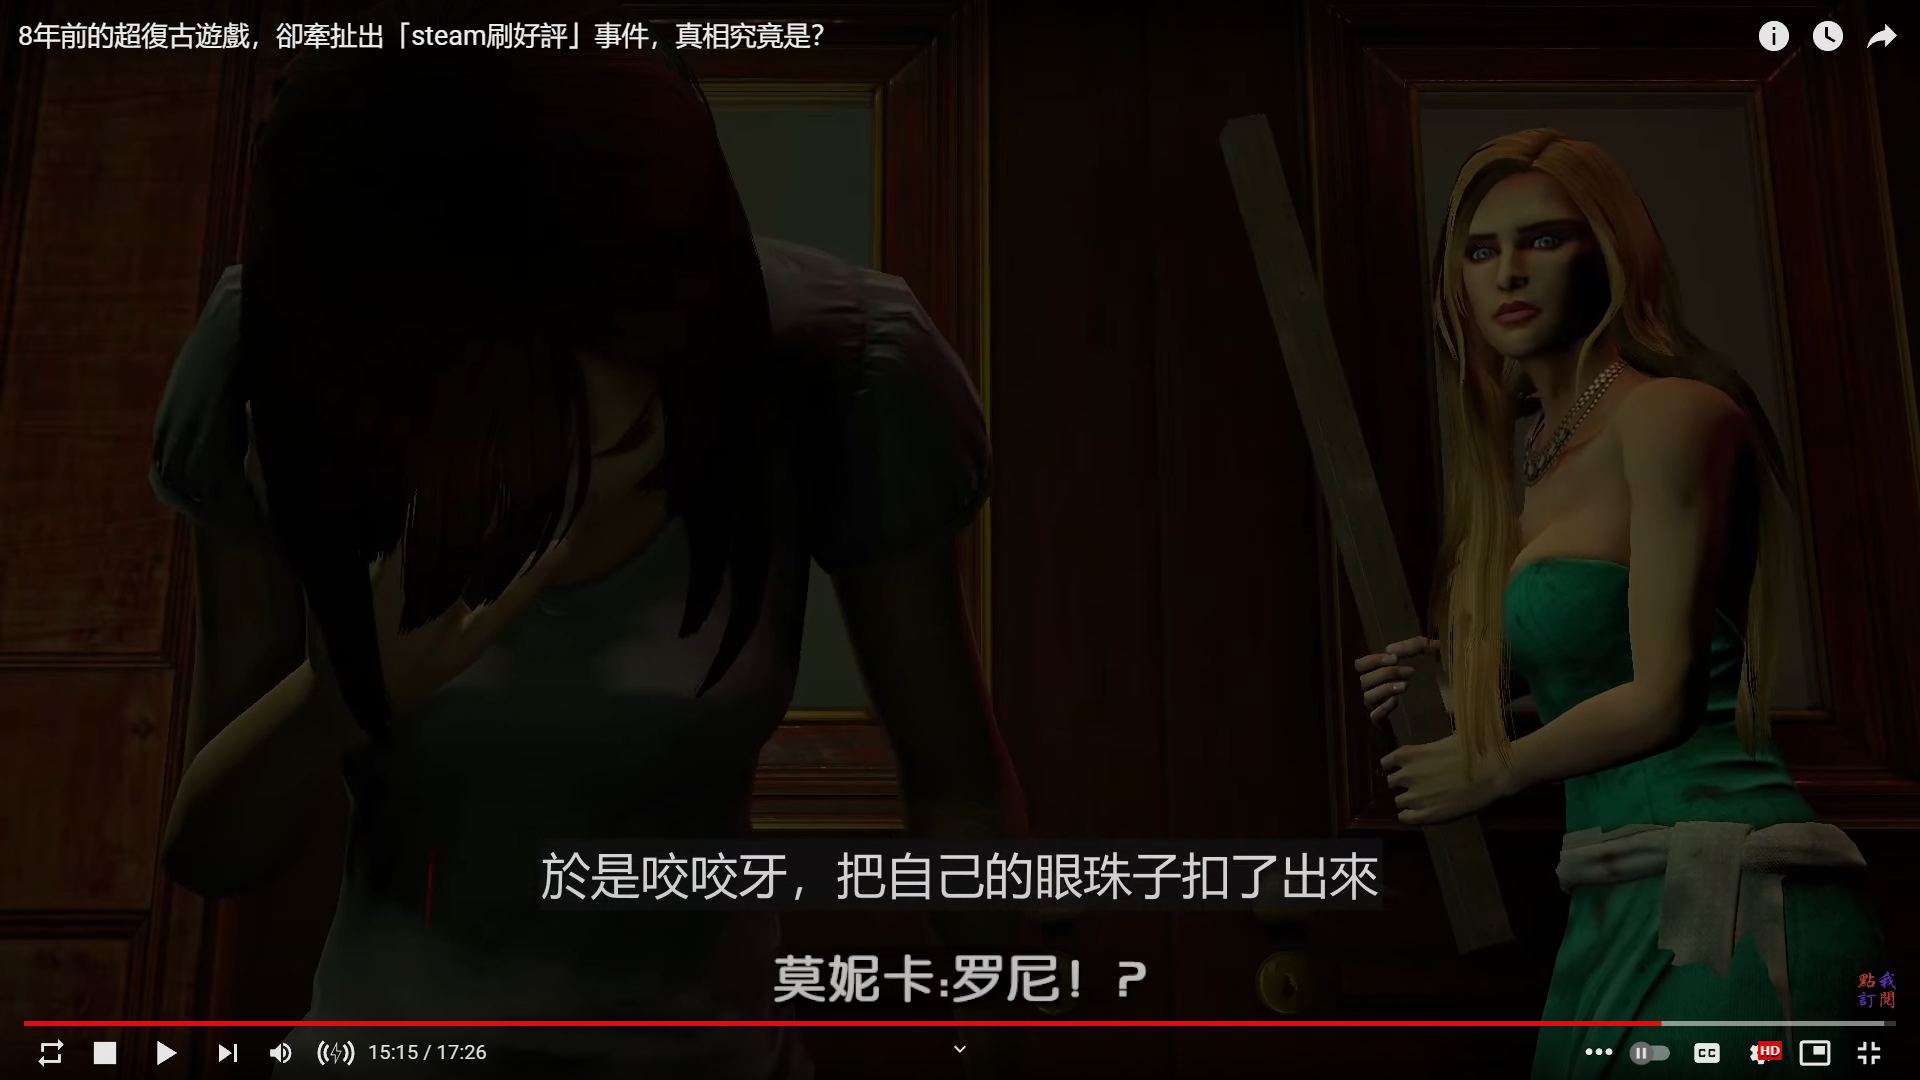 8年前的超復古遊戲，卻牽扯出「steam刷好評」事件，真相究竟是？
於是咬咬牙，把自己的眼珠子扣了出來
莫妮卡:罗尼！？
點我
訂閱
15:15 / 17:26
CC
HD